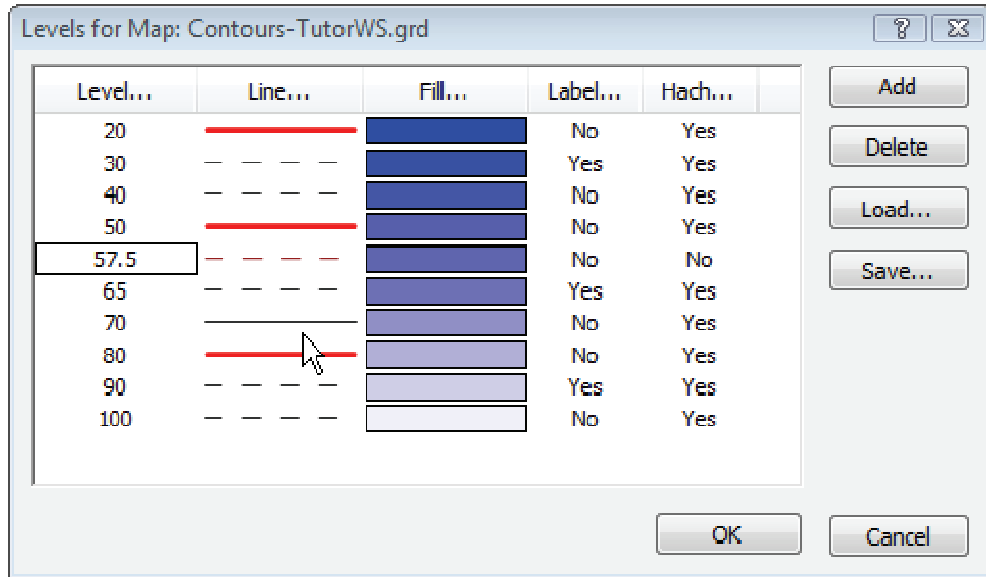 Levels for Map: Contours-TutorWS.grd
?
Level... Line... Fill... Label... Hach...
20 No Yes
30 Yes Yes
40 No Yes
50 No Yes
57.5 No No
65 Yes Yes
70 No Yes
80 No Yes
90 Yes Yes
100 No Yes
Add
Delete
Load...
Save...
OK
Cancel